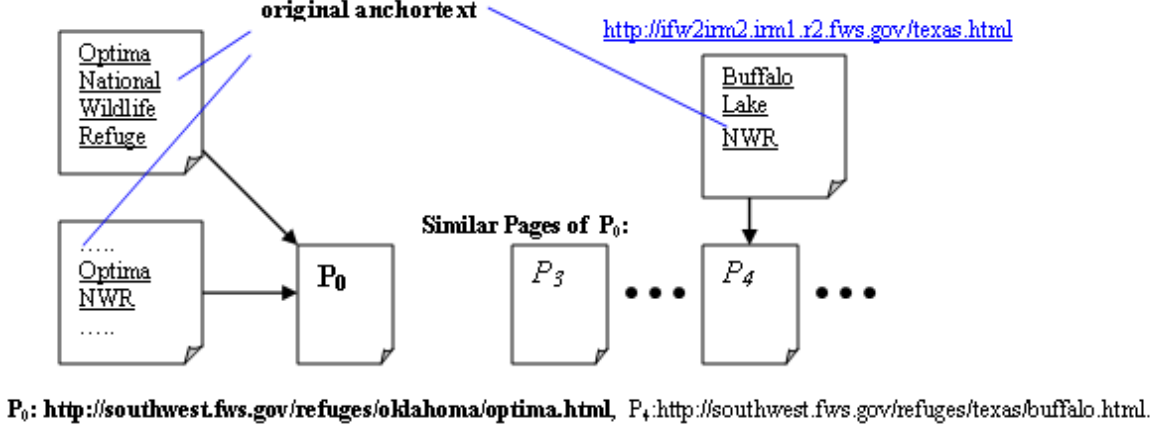 original anchortext
http://ifw2irm2.irm1.r2.fws.gov/texas.html
Optima
National
Wildlife
Refuge
Buffalo
Lake
NWR
Similar Pages of P₀:
.....
Optima
NWR
.....
P₀
P₃
P₄
P₀: http://southwest.fws.gov/refuges/oklahoma/optima.html, P₄:http://southwest.fws.gov/refuges/texas/buffalo.html.